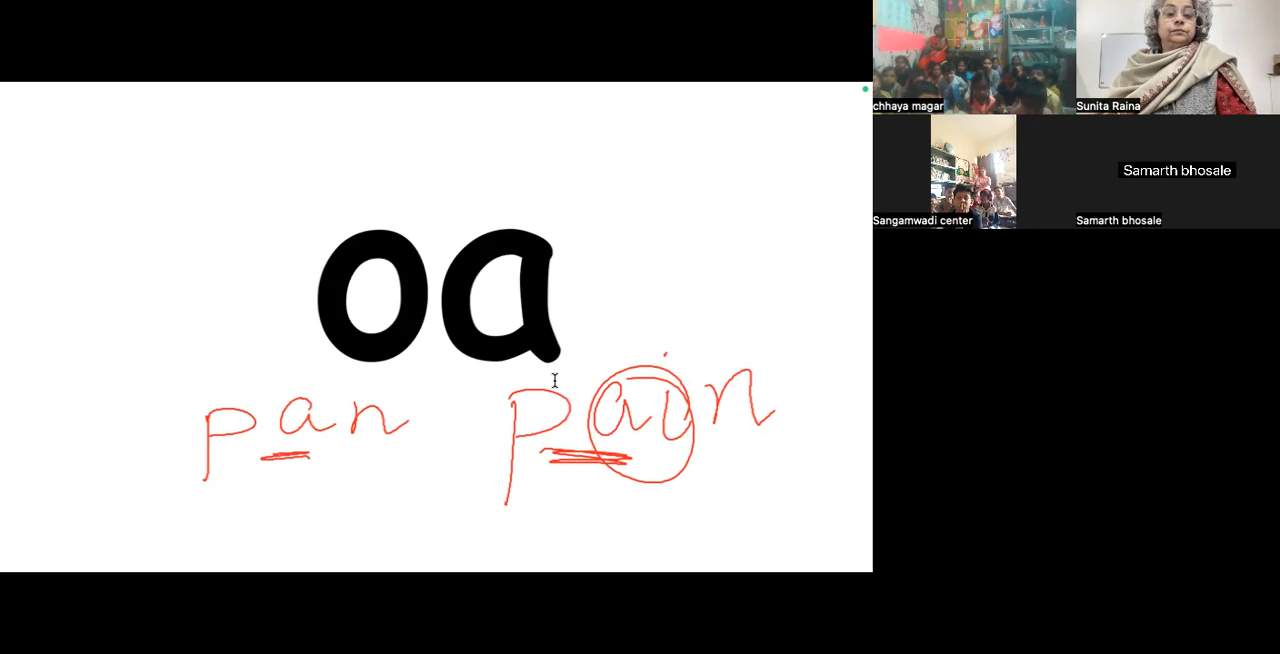 oa
pan pain
chhaya magar
Sunita Raina
Sangamwadi center
Samarth bhosale
Samarth bhosale